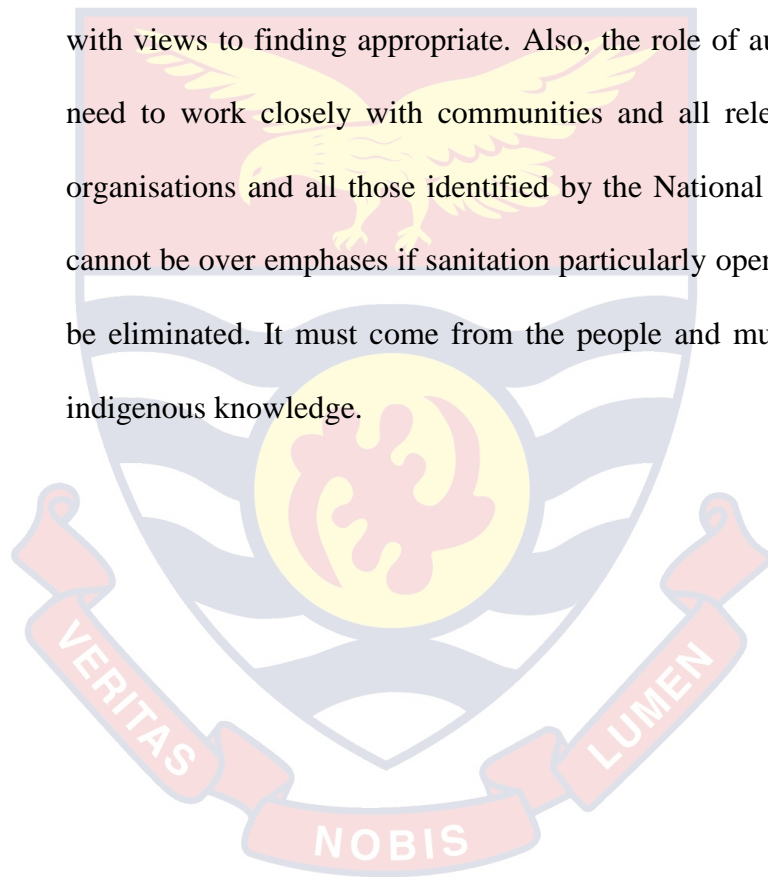 with views to finding appropriate. Also, the role of au
need to work closely with communities and all rele
organisations and all those identified by the National
cannot be over emphases if sanitation particularly open
be eliminated. It must come from the people and mu
indigenous knowledge.
VERITAS
NOBIS
LUMEN